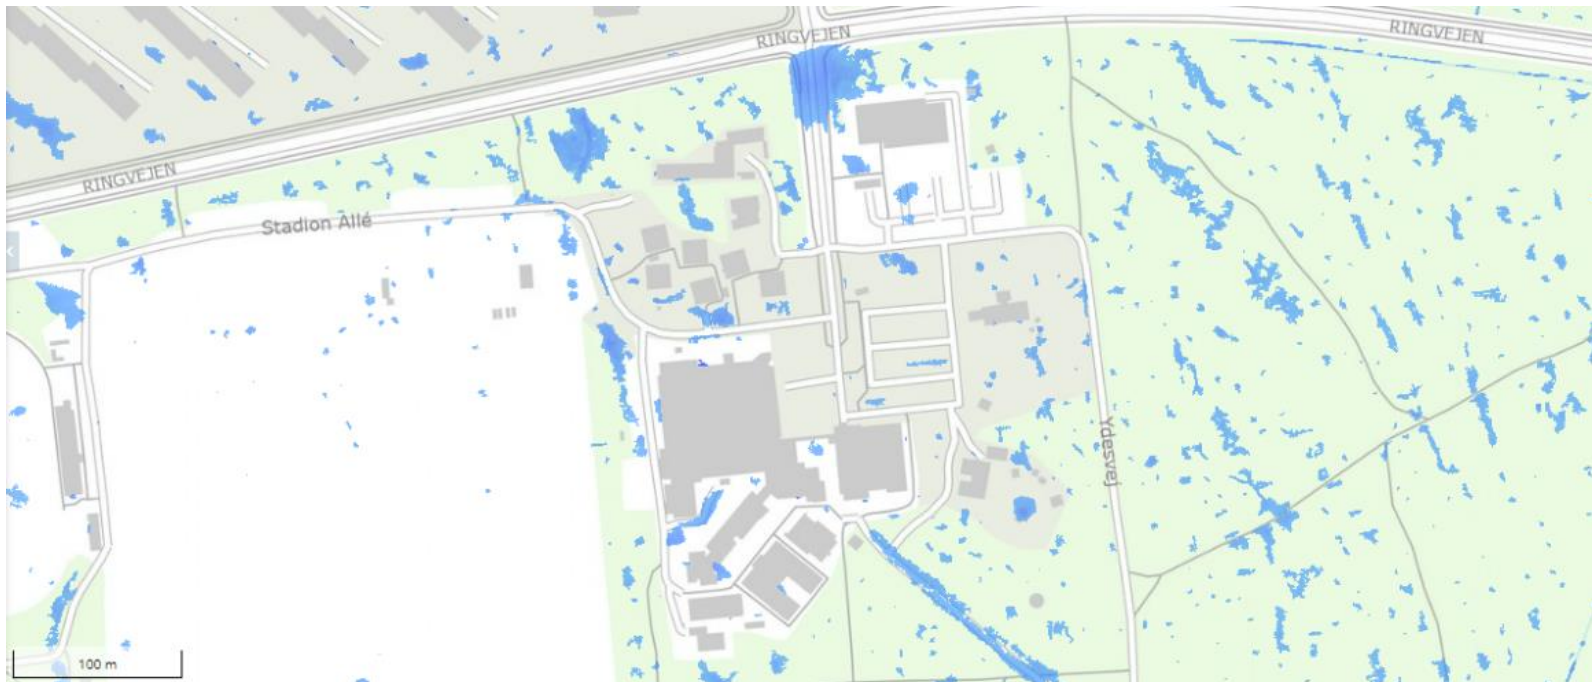 RINGVEJEN
RINGVEJEN
RINGVEJEN
Stadion Allé
Ydesvej
100 m